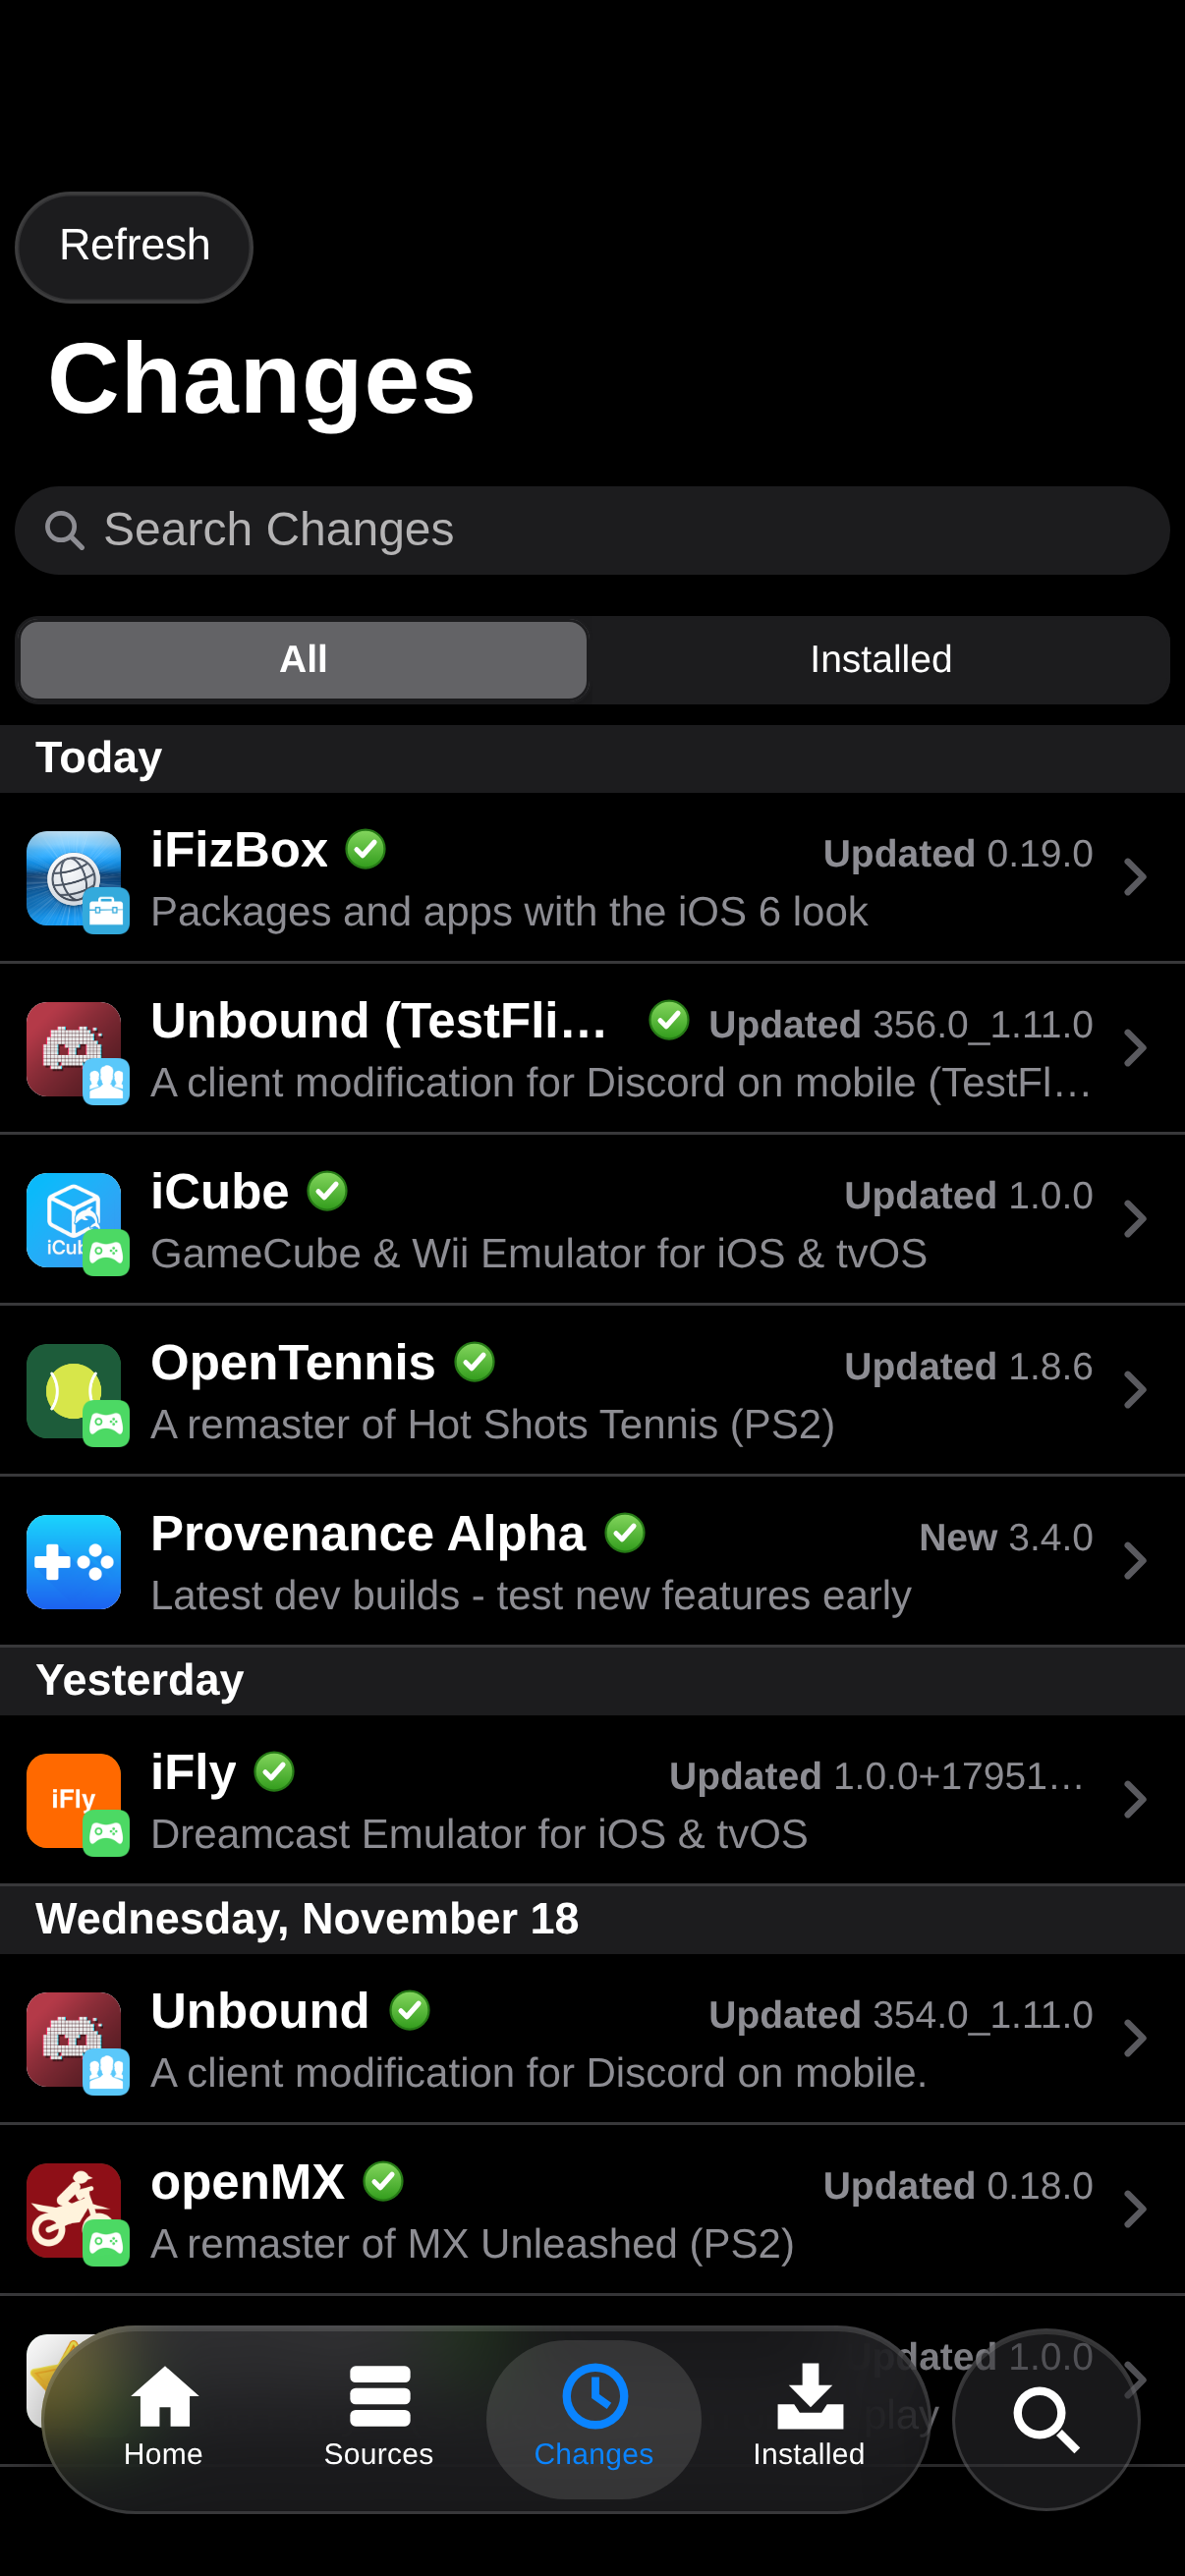 Refresh
Changes
Search Changes
All
Installed
Today
iFizBox
Updated 0.19.0
Packages and apps with the iOS 6 look
Unbound (TestFli…
Updated 356.0_1.11.0
A client modification for Discord on mobile (TestFl…
iCube
Updated 1.0.0
GameCube & Wii Emulator for iOS & tvOS
OpenTennis
Updated 1.8.6
A remaster of Hot Shots Tennis (PS2)
Provenance Alpha
New 3.4.0
Latest dev builds - test new features early
Yesterday
iFly
iFly
Updated 1.0.0+17951…
Dreamcast Emulator for iOS & tvOS
Wednesday, November 18
Unbound
Updated 354.0_1.11.0
A client modification for Discord on mobile.
openMX
Updated 0.18.0
A remaster of MX Unleashed (PS2)
Updated 1.0.0
play
Home
Sources
Changes
Installed